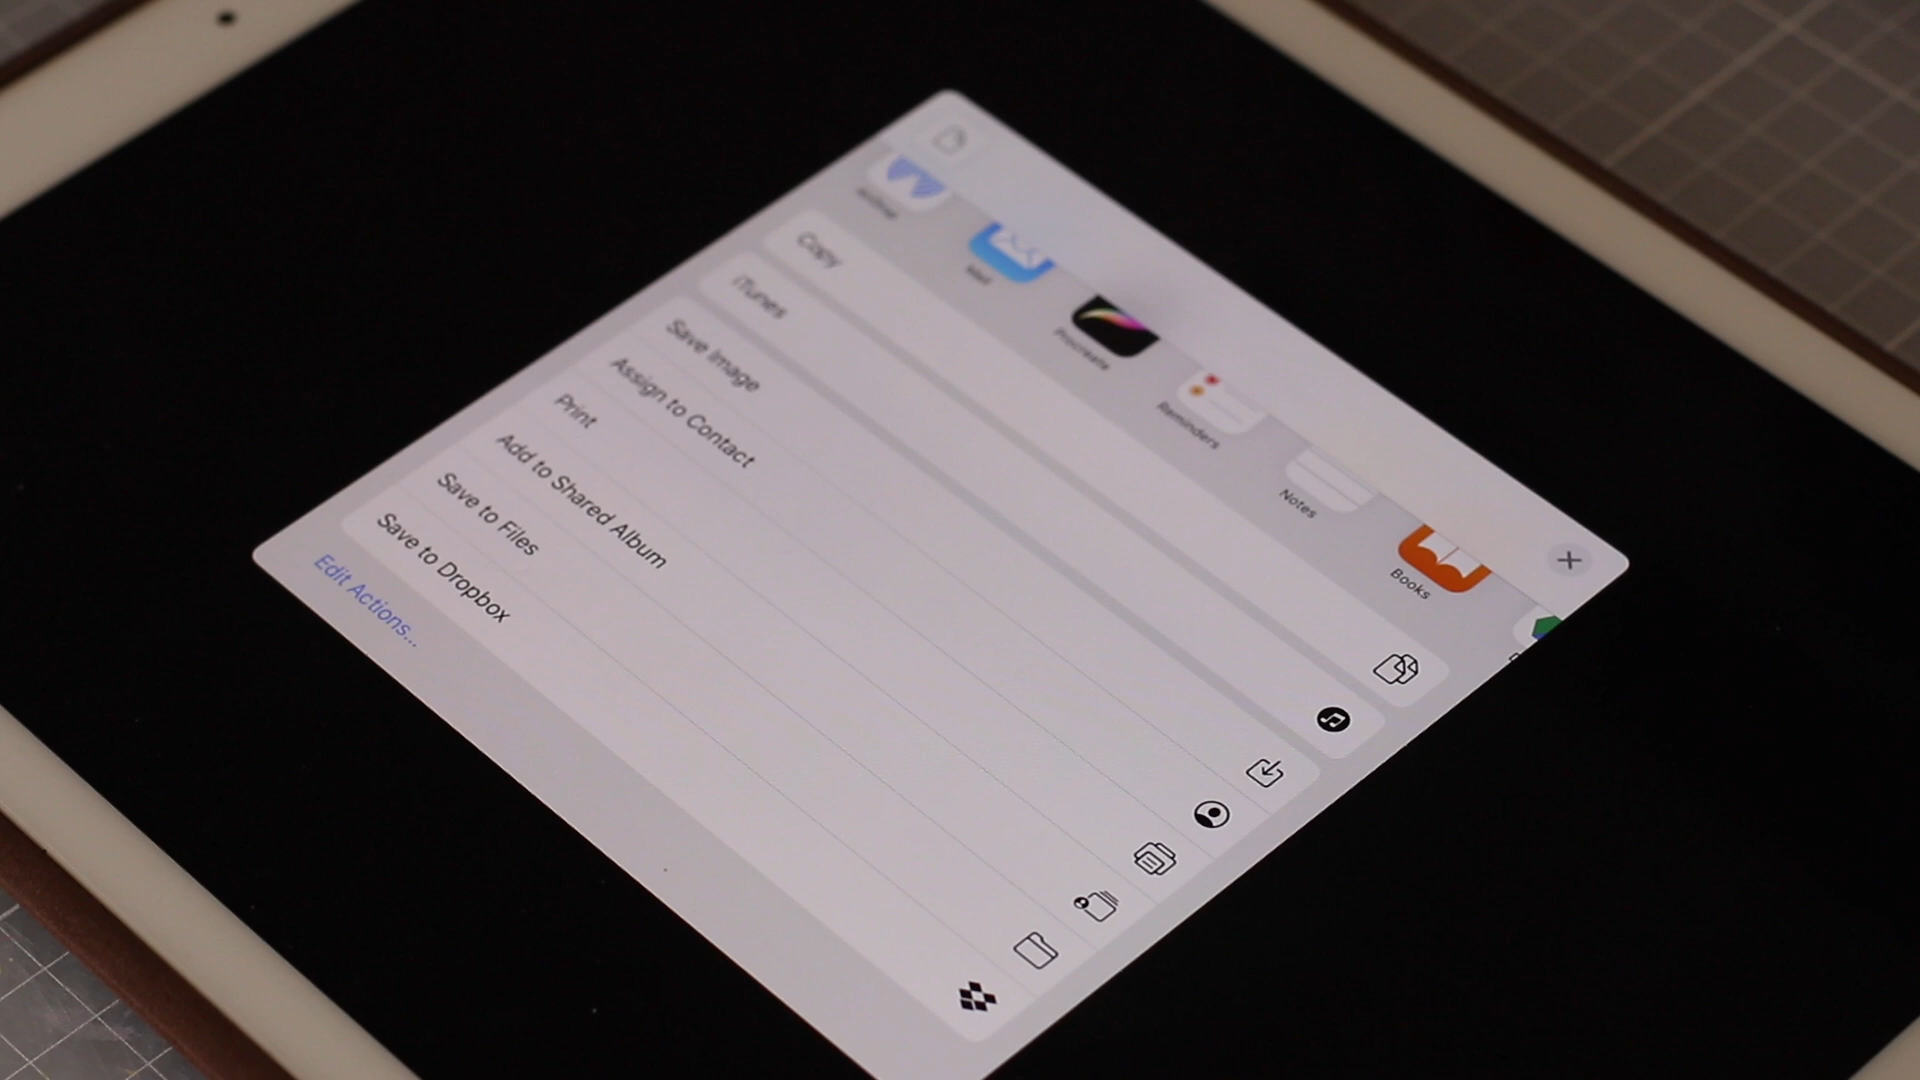 AirDrop
Mail
Procreate
Reminders
Notes
Books
Copy
iTunes
Save Image
Assign to Contact
Print
Add to Shared Album
Save to Files
Save to Dropbox
Edit Actions...